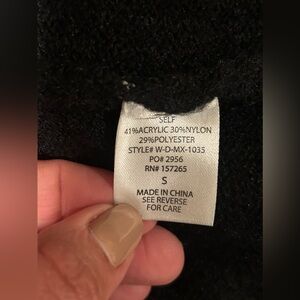 SELF
41%ACRYLIC 30%NYLON
29%POLYESTER
STYLE# W-D-MX-1035
PO# 2956
RN# 157265
S
MADE IN CHINA
SEE REVERSE
FOR CARE